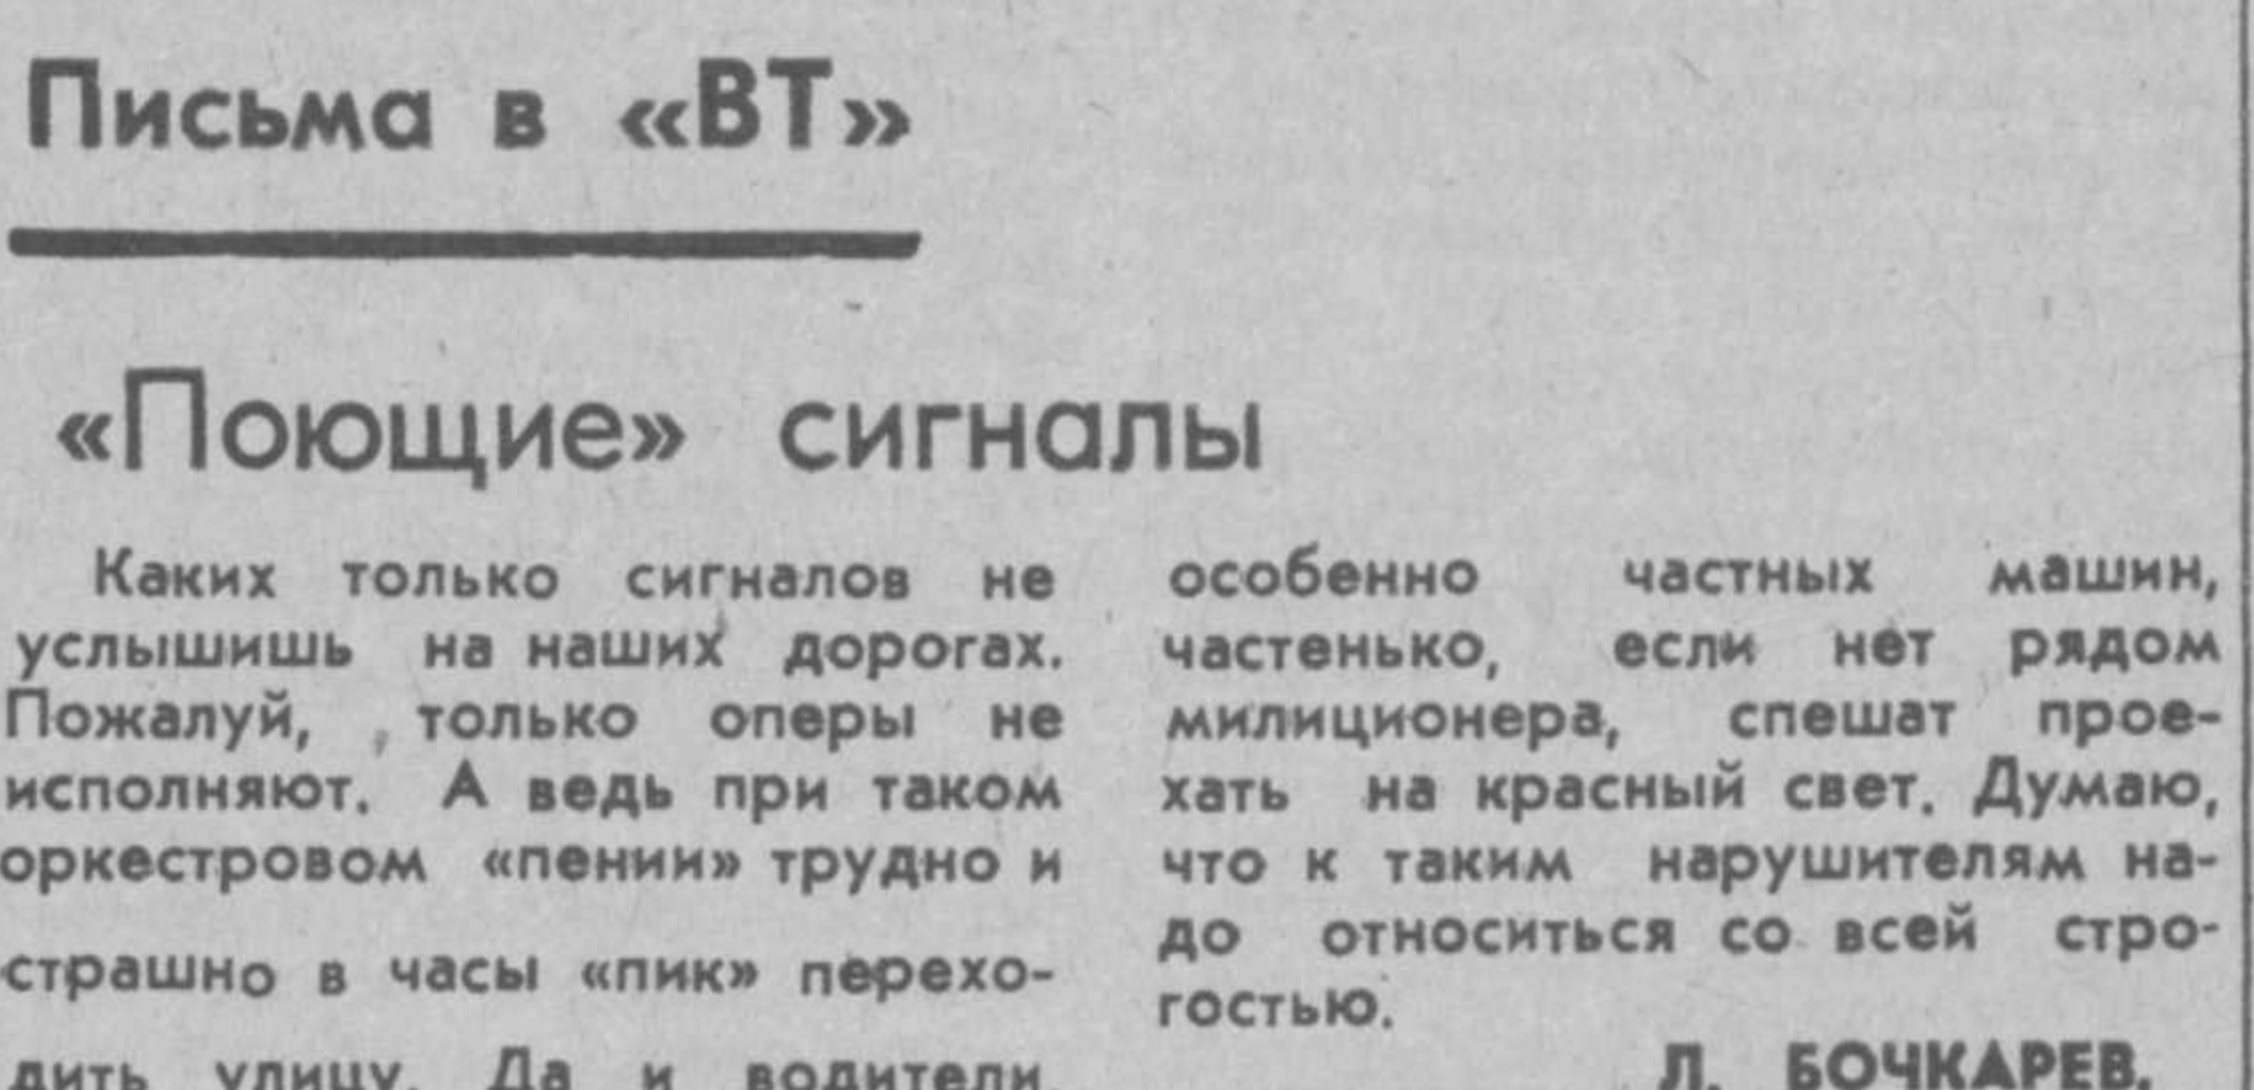 Письма в «ВТ»
«Поющие» сигналы
Каких только сигналов не
услышишь на наших дорогах.
Пожалуй, только оперы не
исполняют. А ведь при таком
оркестровом «пении» трудно и
страшно в часы «пик» перехо-
дить улицу. Да и водители,
особенно частных машин,
частенько, если нет рядом
милиционера, спешат прое-
хать на красный свет. Думаю,
что к таким нарушителям на-
до относиться со всей стро-
гостью.
Л. БОЧКАРЕВ.